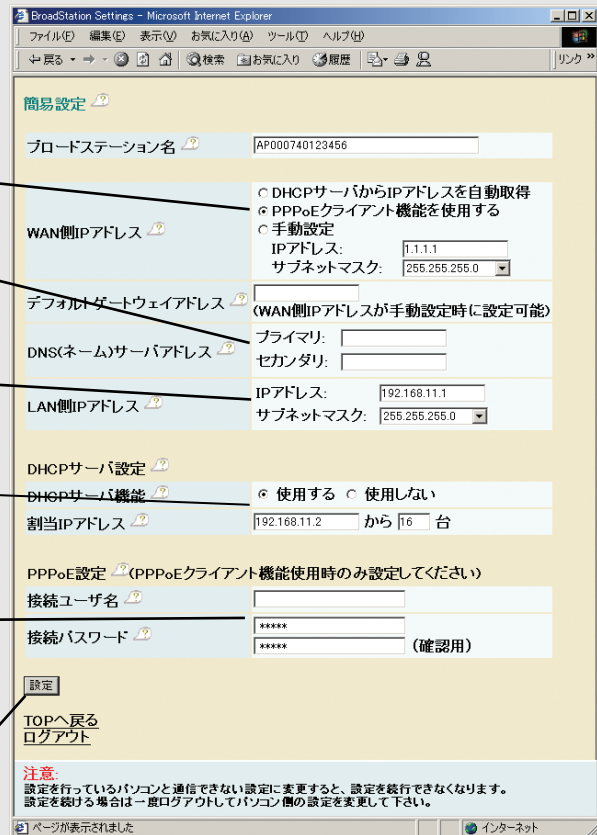 BroadStation Settings - Microsoft Internet Explorer
ファイル(F) 編集(E) 表示(V) お気に入り(A) ツール(T) ヘルプ(H)
戻る 検索 お気に入り 履歴 リンク »
簡易設定
ブロードステーション名 AP000740123456
WAN側IPアドレス
DHCPサーバからIPアドレスを自動取得
PPPoEクライアント機能を使用する
手動設定
IPアドレス: 1.1.1.1
サブネットマスク: 255.255.255.0
デフォルトゲートウェイアドレス
(WAN側IPアドレスが手動設定時に設定可能)
DNS(ネーム)サーバアドレス
プライマリ:
セカンダリ:
LAN側IPアドレス
IPアドレス: 192.168.11.1
サブネットマスク: 255.255.255.0
DHCPサーバ設定
DHCPサーバ機能 使用する 使用しない
割当IPアドレス 192.168.11.2 から 16 台
PPPoE設定 (PPPoEクライアント機能使用時のみ設定してください)
接続ユーザ名
接続パスワード *****
***** (確認用)
設定
TOPへ戻る
ログアウト
注意:
設定を行っているパソコンと通信できない設定に変更すると、設定を続行できなくなります。
設定を続ける場合は一度ログアウトしてパソコン側の設定を変更して下さい。
ページが表示されました インターネット